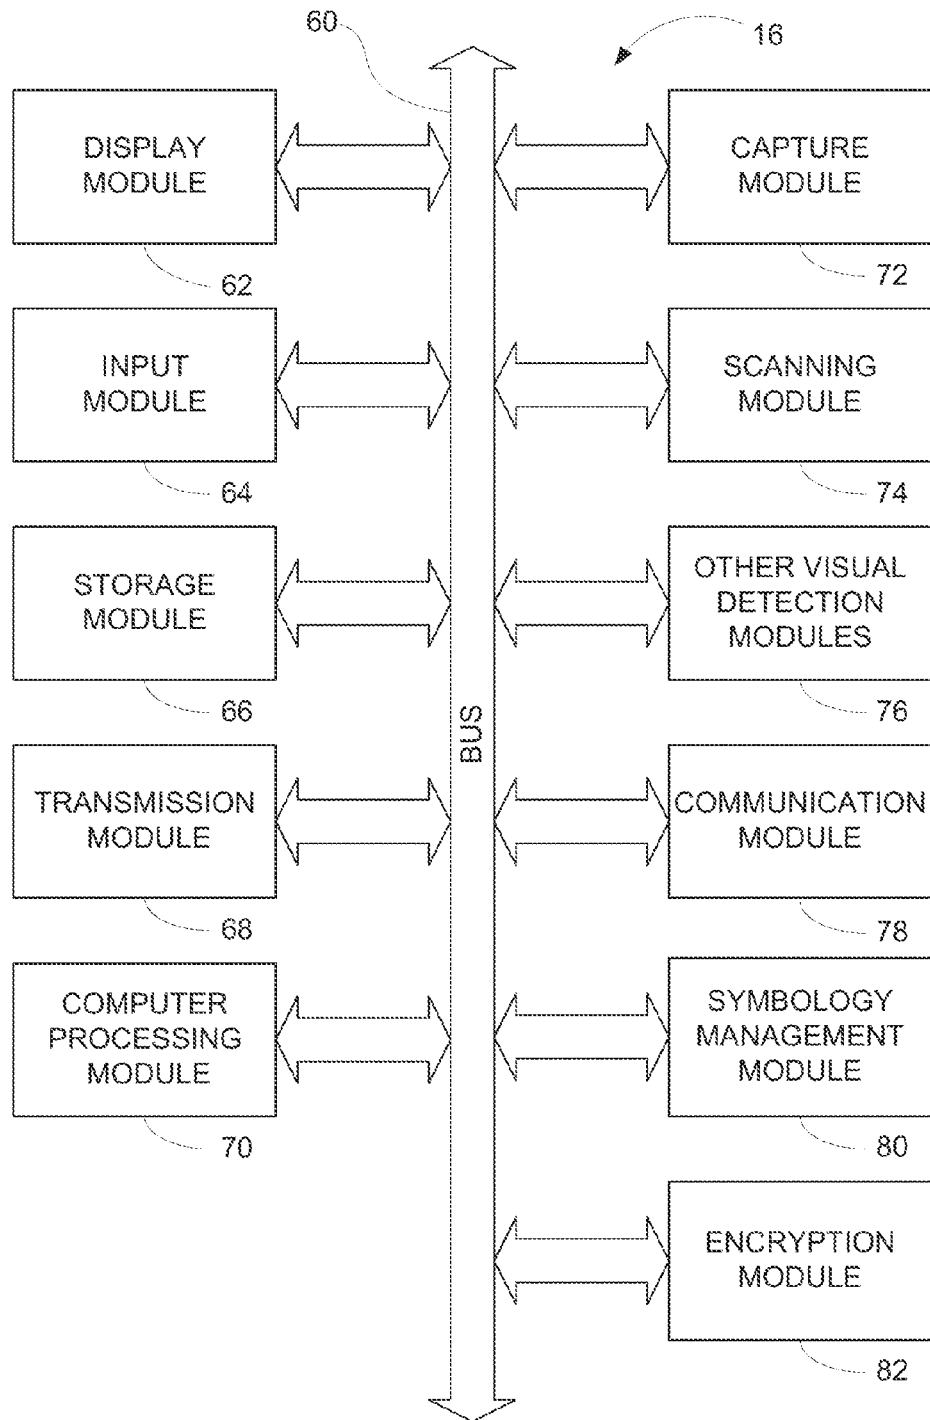 60
16
DISPLAY
MODULE
62
CAPTURE
MODULE
72
INPUT
MODULE
64
SCANNING
MODULE
74
STORAGE
MODULE
66
OTHER VISUAL
DETECTION
MODULES
76
BUS
TRANSMISSION
MODULE
68
COMMUNICATION
MODULE
78
COMPUTER
PROCESSING
MODULE
70
SYMBOLOGY
MANAGEMENT
MODULE
80
ENCRYPTION
MODULE
82